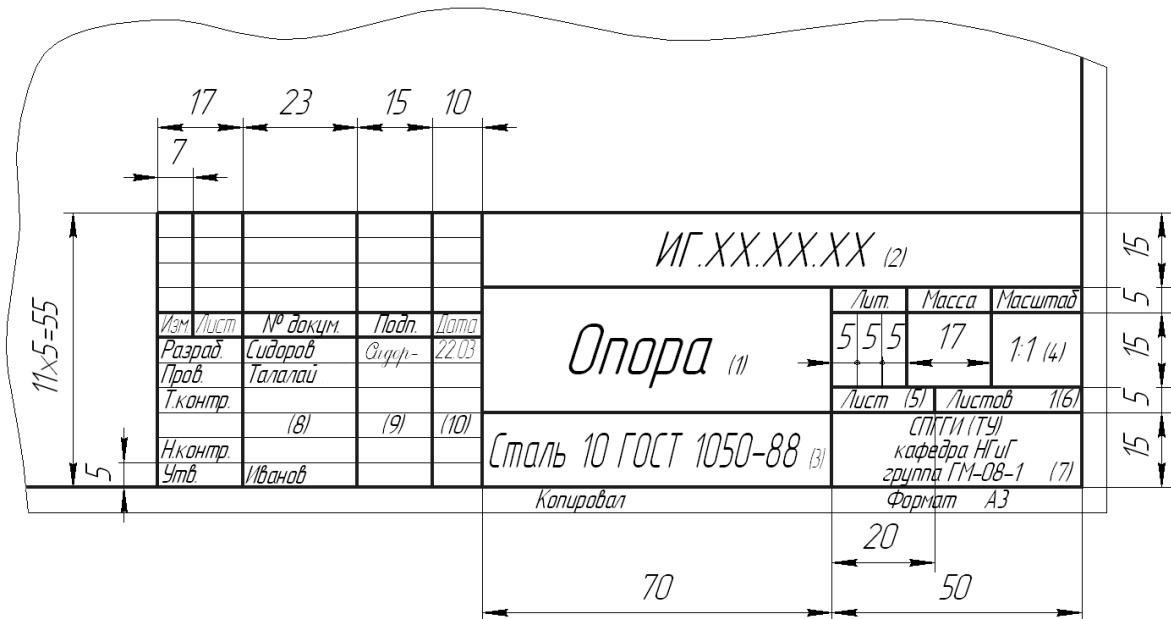 17 23 15 10
7
ИГ.XX.XX.XX (2)
15
Лит. Масса Масштаб
5
Изм. Лист № докум. Подп. Дата
11x5=55
Опора (1)
5 5 5 17 1:1 (4)
15
Разраб. Сидоров Сидор- 22.03
Пров. Талалай
Т.контр.
Лист (5) Листов 1(6)
5
(8) (9) (10)
Сталь 10 ГОСТ 1050-88 (3)
СПГГИ (ТУ)
кафедра НГиГ
группа ГМ-08-1 (7)
15
Н.контр.
5
Утв. Иванов
Копировал Формат А3
20
70 50